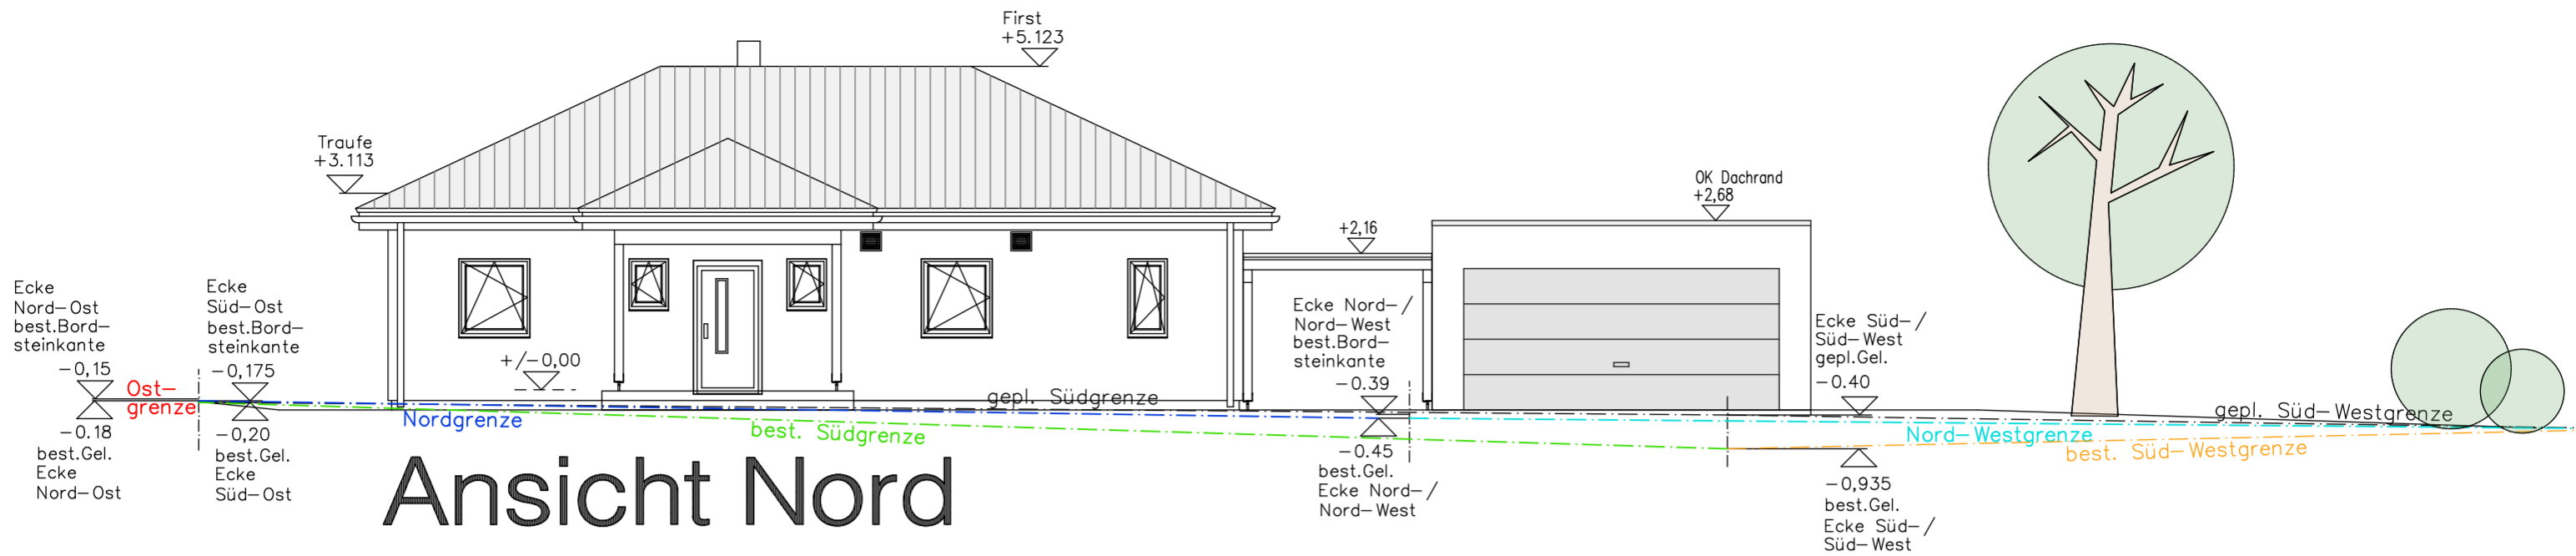 First
+5.123
Traufe
+3.113
OK Dachrand
+2,68
+2,16
Ecke
Nord-Ost
best.Bord-
steinkante
-0,15
Ost-
grenze
-0.18
best.Gel.
Ecke
Nord-Ost
Ecke
Süd-Ost
best.Bord-
steinkante
-0,175
-0,20
best.Gel.
Ecke
Süd-Ost
+/-0,00
Nordgrenze
best. Südgrenze
gepl. Südgrenze
Ecke Nord-/
Nord-West
best.Bord-
steinkante
-0.39
-0.45
best.Gel.
Ecke Nord-/
Nord-West
Ecke Süd-/
Süd-West
gepl.Gel.
-0.40
-0,935
best.Gel.
Ecke Süd-/
Süd-West
gepl. Süd-Westgrenze
Nord-Westgrenze
best. Süd-Westgrenze
Ansicht Nord